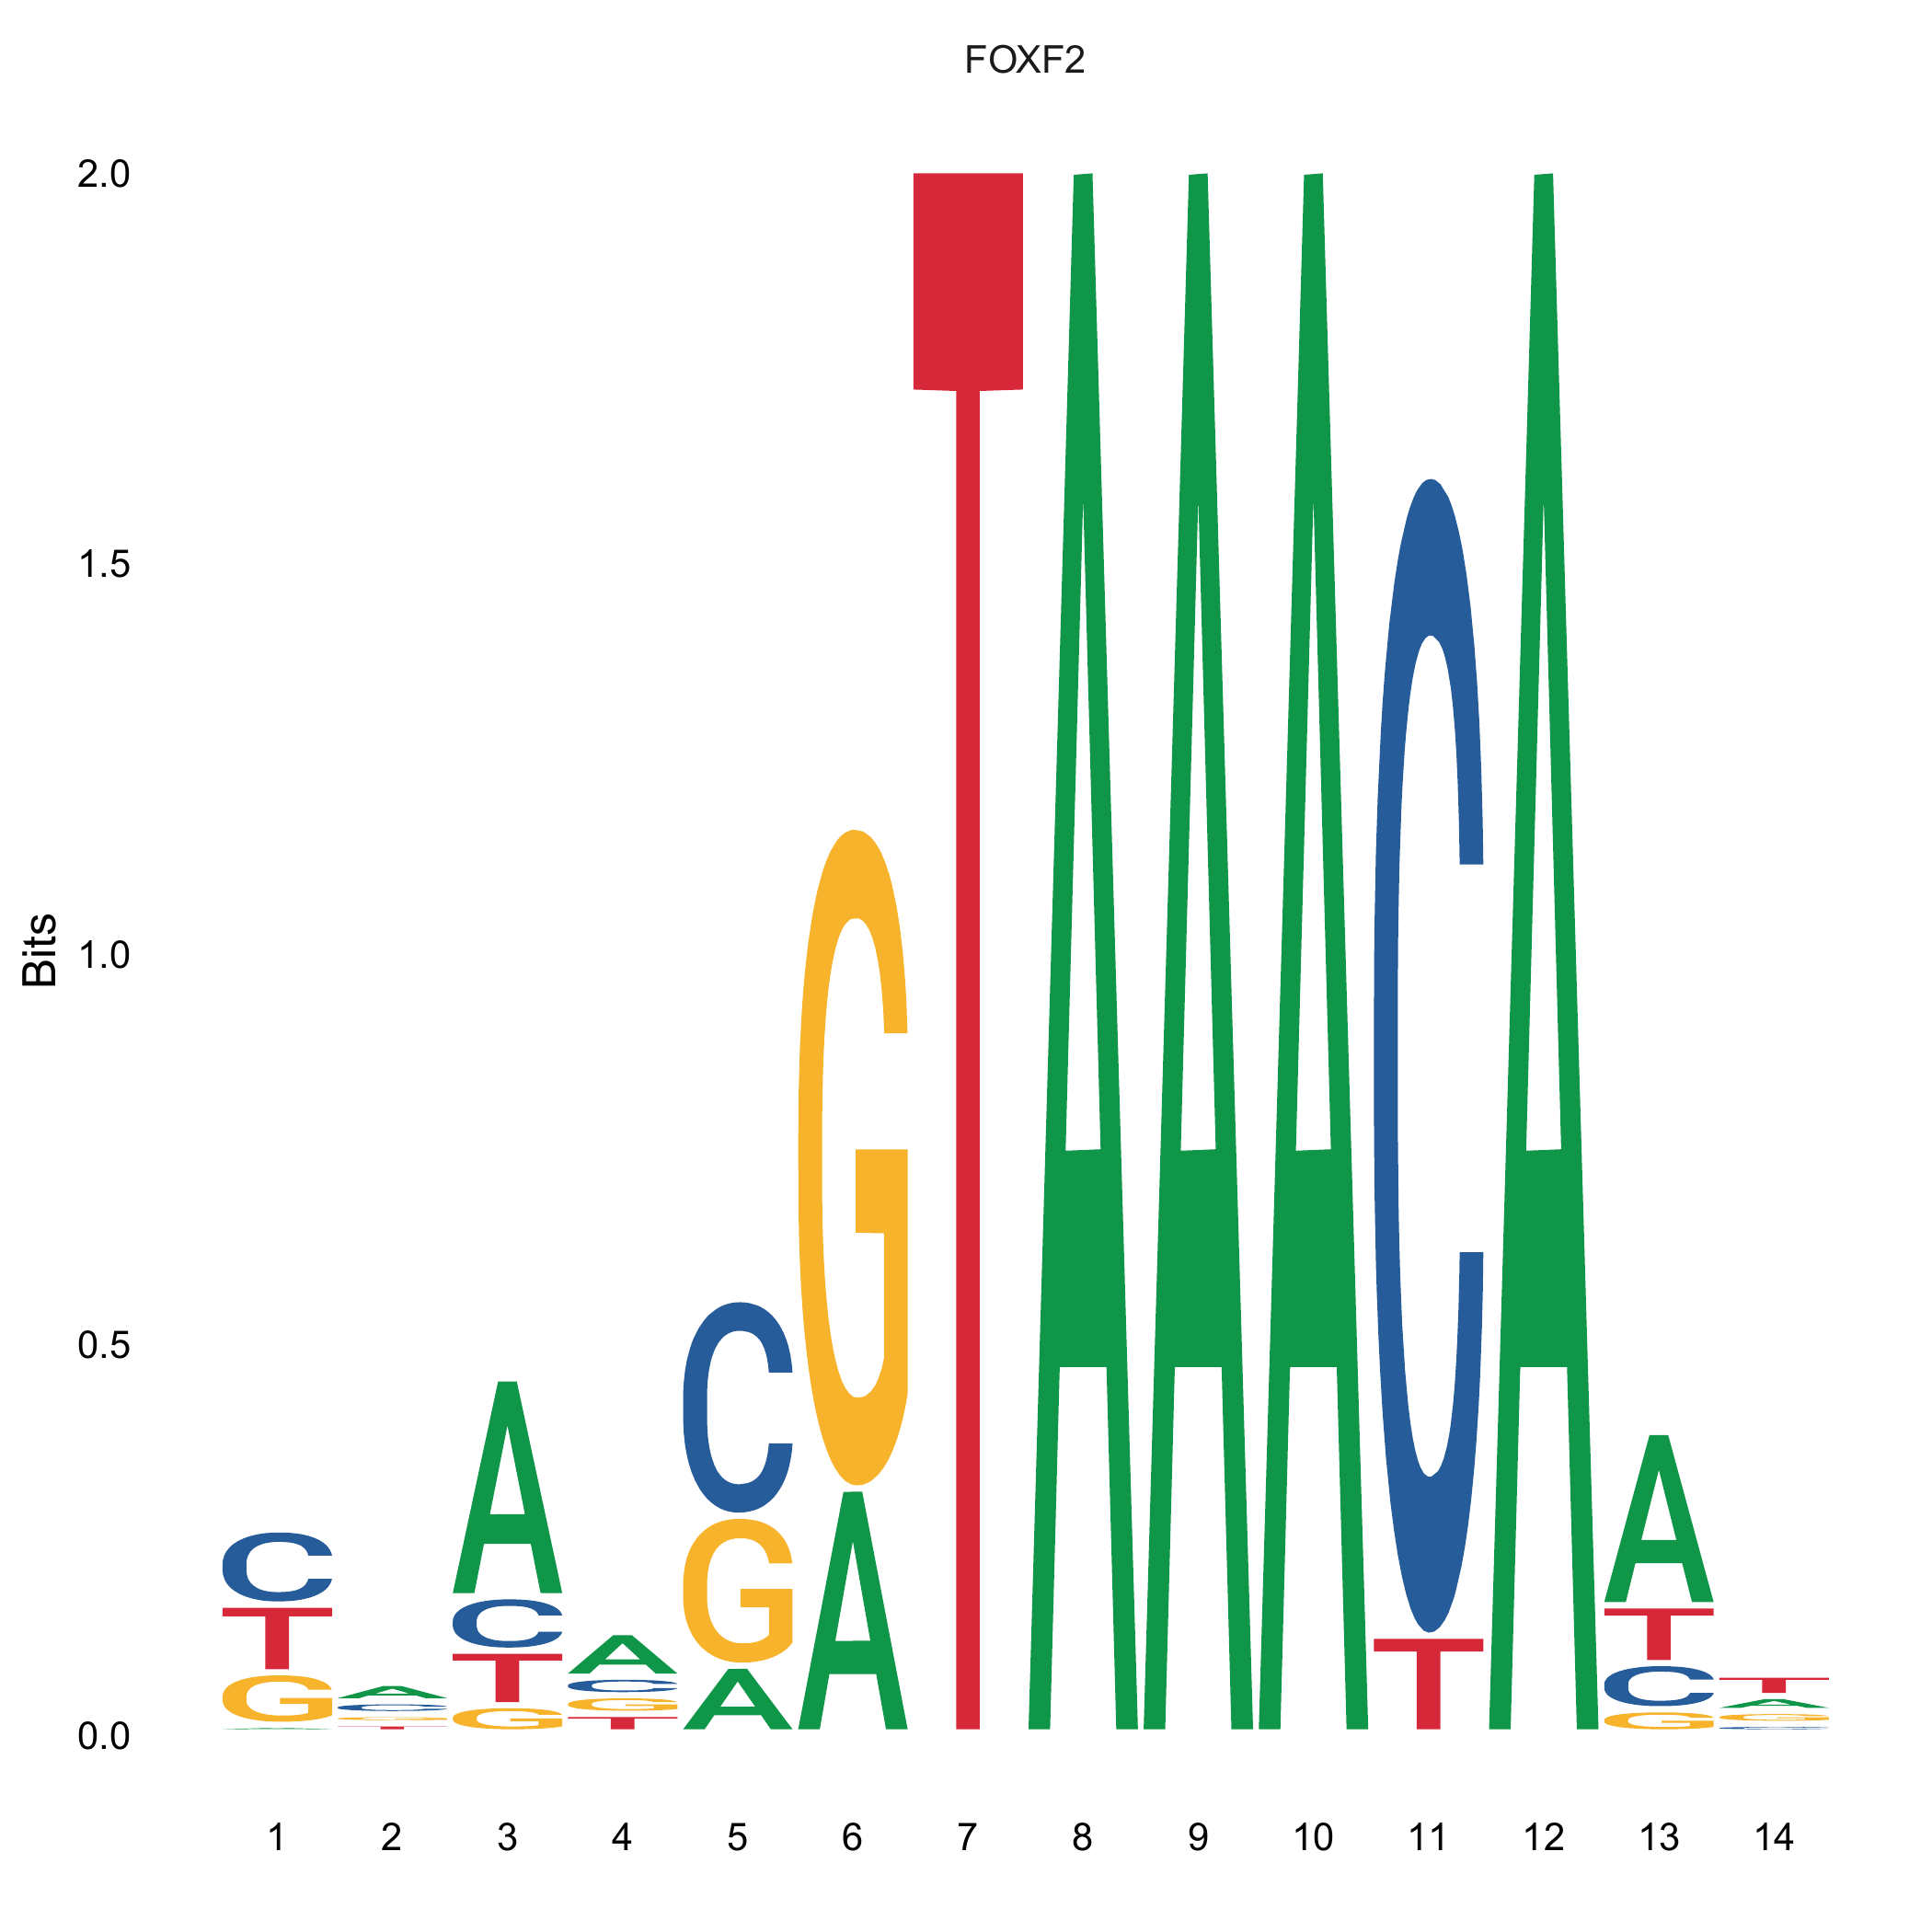 FOXF2
2.0
1.5
1.0
0.5
0.0
Bits
C T G A
A C G T
A C T G
A C G T
C G A
G A
T
A
A
A
C T
A
A T C G
T A G C
1 2 3 4 5 6 7 8 9 10 11 12 13 14